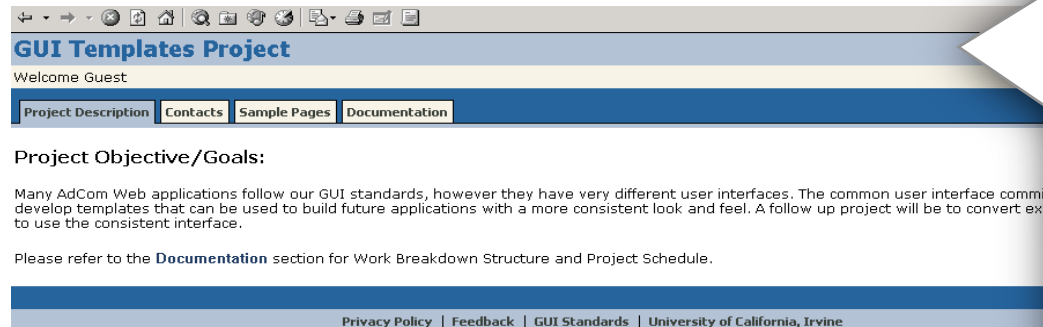 GUI Templates Project
Welcome Guest
Project Description Contacts Sample Pages Documentation
Project Objective/Goals:
Many AdCom Web applications follow our GUI standards, however they have very different user interfaces. The common user interface
develop templates that can be used to build future applications with a more consistent look and feel. A follow up project will be to convert
to use the consistent interface.
Please refer to the Documentation section for Work Breakdown Structure and Project Schedule.
Privacy Policy | Feedback | GUI Standards | University of California, Irvine